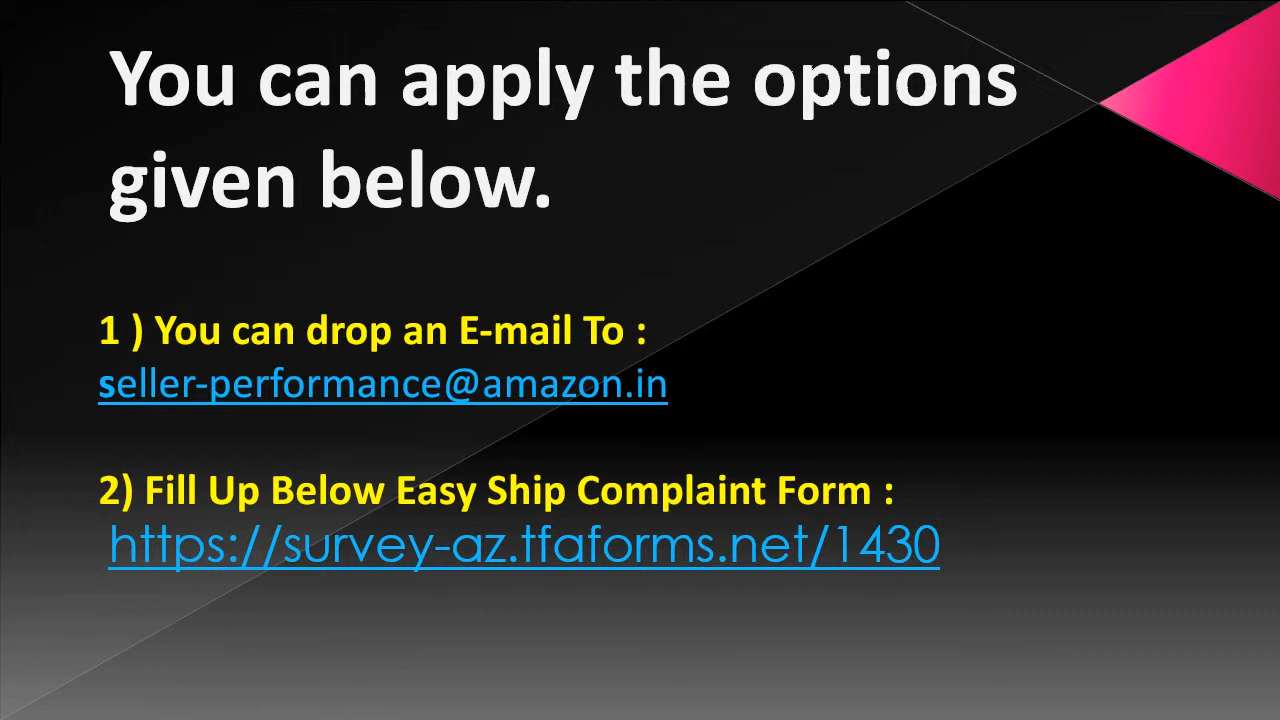 You can apply the options
given below.
1 ) You can drop an E-mail To :
seller-performance@amazon.in
2) Fill Up Below Easy Ship Complaint Form :
https://survey-az.tfaforms.net/1430